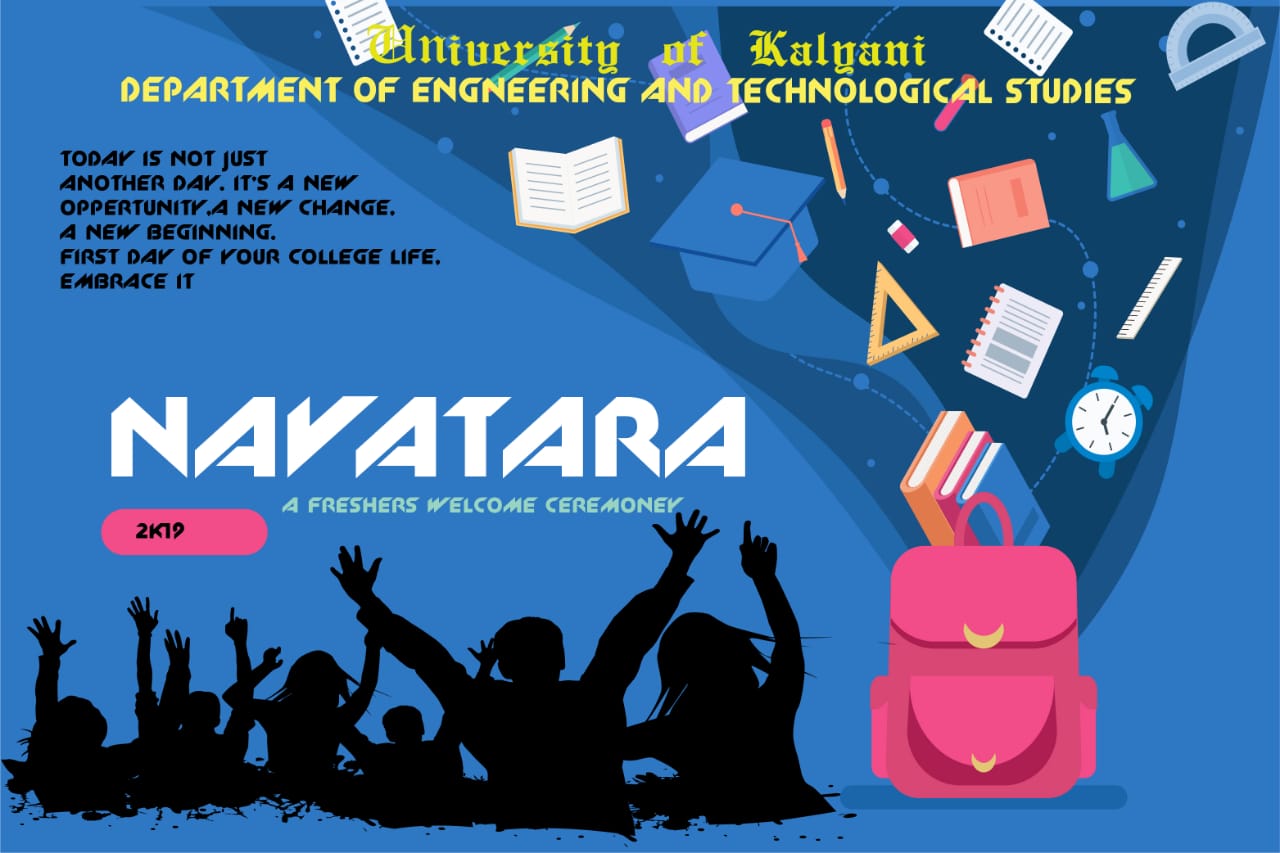 University of Kalyani
DEPARTMENT OF ENGNEERING AND TECHNOLOGICAL STUDIES
TODAY IS NOT JUST
ANOTHER DAY. IT'S A NEW
OPPERTUNITY,A NEW CHANGE,
A NEW BEGINNING.
FIRST DAY OF YOUR COLLEGE LIFE,
EMBRACE IT
NAVATARA
A FRESHERS WELCOME CEREMONEY
2K19